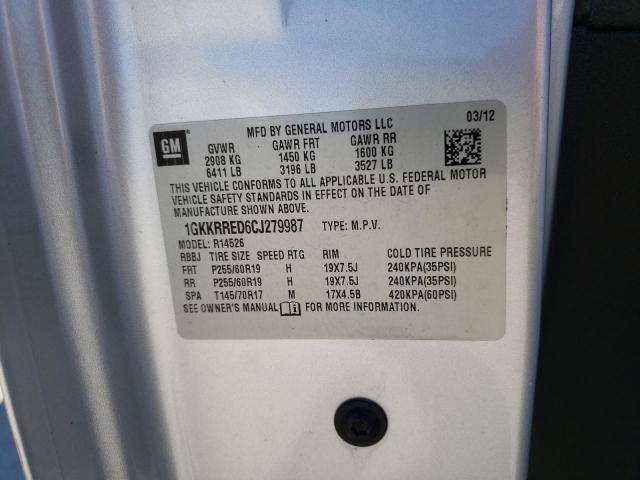 MFD BY GENERAL MOTORS LLC 03/12
GM GVWR GAWR FRT GAWR RR
2908 KG 1450 KG 1600 KG
6411 LB 3196 LB 3527 LB
THIS VEHICLE CONFORMS TO ALL APPLICABLE U.S. FEDERAL MOTOR
VEHICLE SAFETY STANDARDS IN EFFECT ON THE DATE OF
MANUFACTURE SHOWN ABOVE.
1GKKRRED6CJ279987 TYPE: M.P.V.
MODEL: R14526
RBBJ TIRE SIZE SPEED RTG RIM COLD TIRE PRESSURE
FRT P255/60R19 H 19X7.5J 240KPA(35PSI)
RR P255/60R19 H 19X7.5J 240KPA(35PSI)
SPA T145/70R17 M 17X4.5B 420KPA(60PSI)
SEE OWNER'S MANUAL FOR MORE INFORMATION.